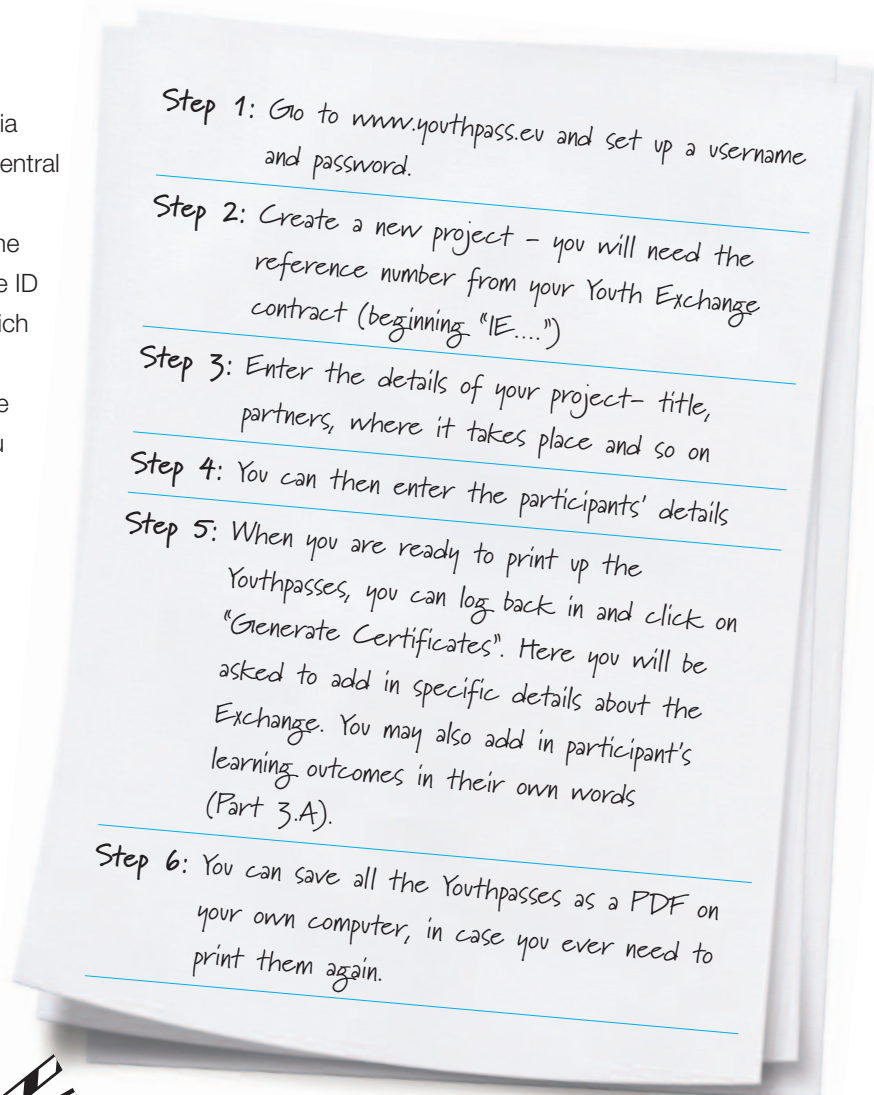 ia
entral
ne
e ID
ich
e
u
Step 1: Go to www.youthpass.eu and set up a username
and password.
Step 2: Create a new project – you will need the
reference number from your Youth Exchange
contract (beginning "IE....")
Step 3: Enter the details of your project– title,
partners, where it takes place and so on
Step 4: You can then enter the participants' details
Step 5: When you are ready to print up the
Youthpasses, you can log back in and click on
"Generate Certificates". Here you will be
asked to add in specific details about the
Exchange. You may also add in participant's
learning outcomes in their own words
(Part 3.A).
Step 6: You can save all the Youthpasses as a PDF on
your own computer, in case you ever need to
print them again.